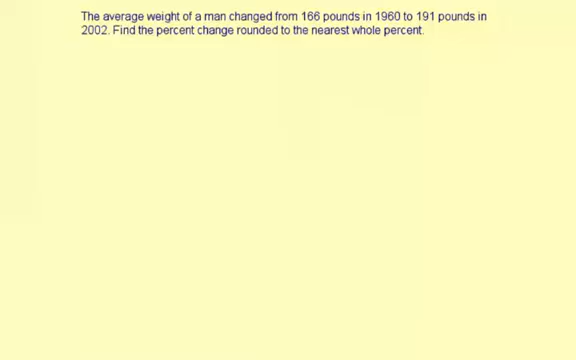 The average weight of a man changed from 166 pounds in 1960 to 191 pounds in
2002. Find the percent change rounded to the nearest whole percent.